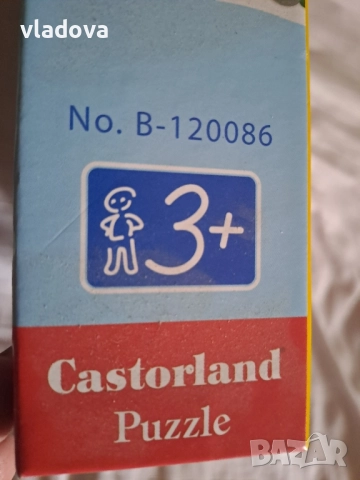 vladova
No. B-120086
3+
Castorland
Puzzle
BAZAR